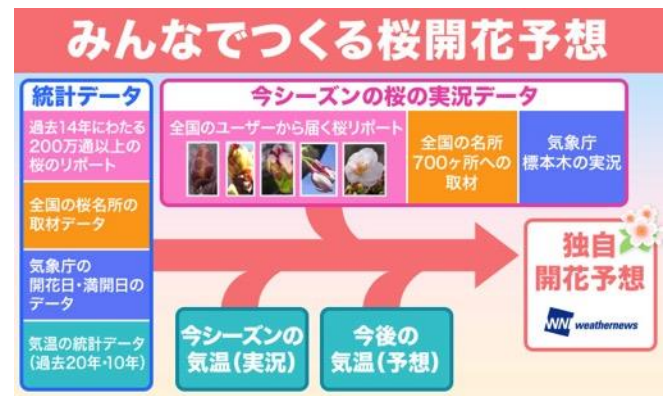 みんなでつくる桜開花予想
統計データ
過去14年にわたる
200万通以上の
桜のリポート
全国の桜名所の
取材データ
気象庁の
開花日・満開日の
データ
気温の統計データ
(過去20年・10年)
今シーズンの桜の実況データ
全国のユーザーから届く桜リポート
全国の名所
700ヶ所への
取材
気象庁
標本木の実況
今シーズンの
気温(実況)
今後の
気温(予想)
独自
開花予想
WNI weathernews